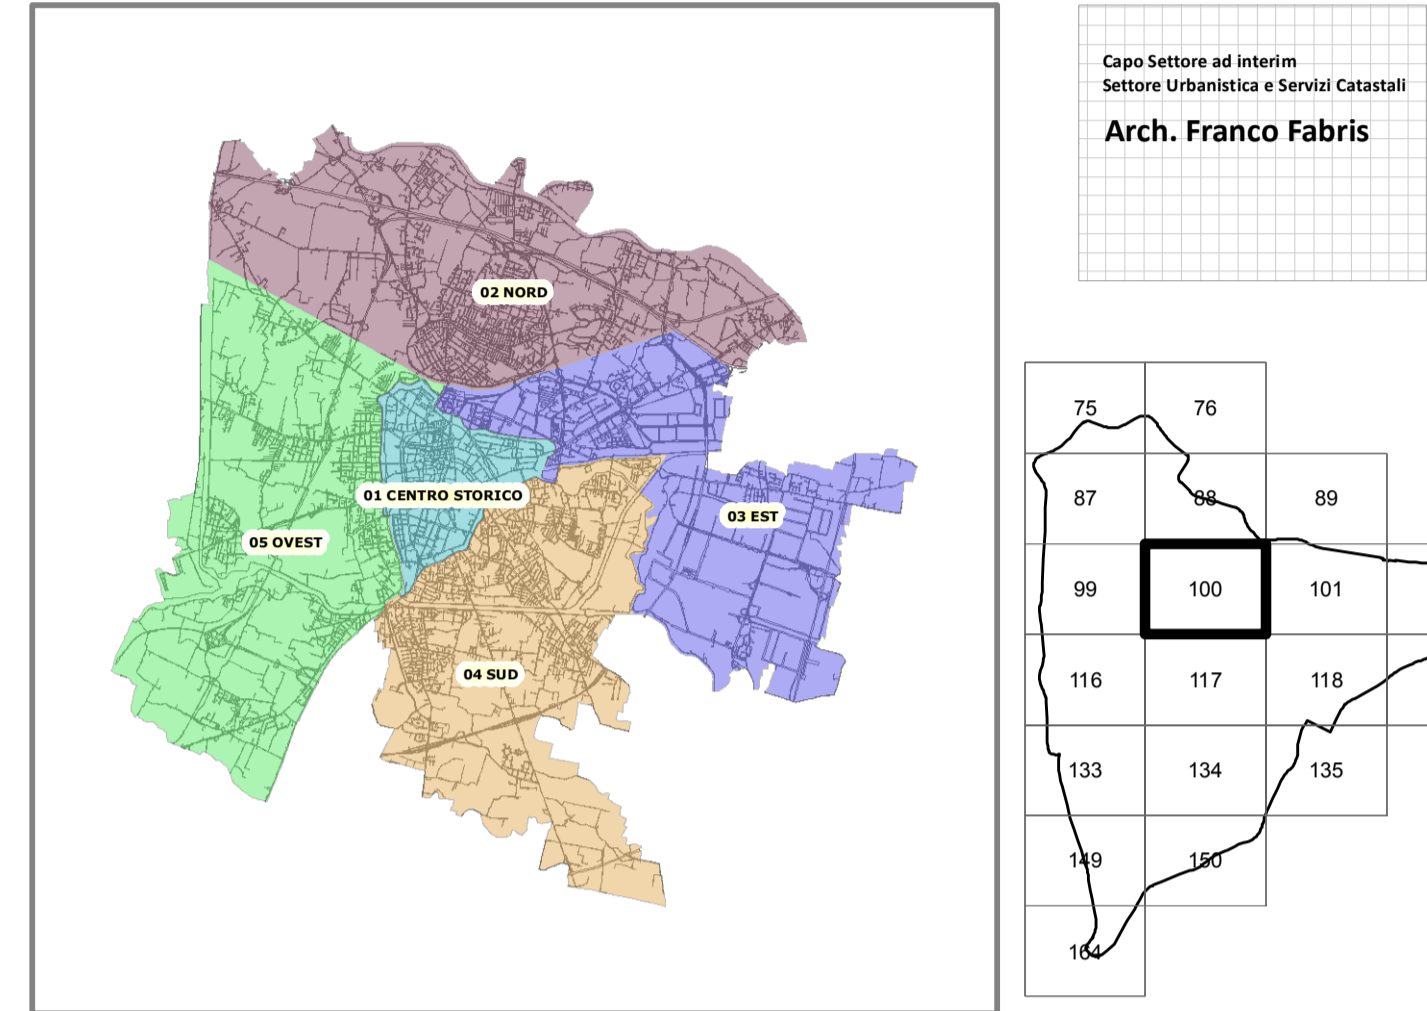 Capo Settore ad interim
Settore Urbanistica e Servizi Catastali
Arch. Franco Fabris
02 NORD
01 CENTRO STORICO
03 EST
05 OVEST
04 SUD
75 76
87 88 89
99 100 101
116 117 118
133 134 135
149 150
164